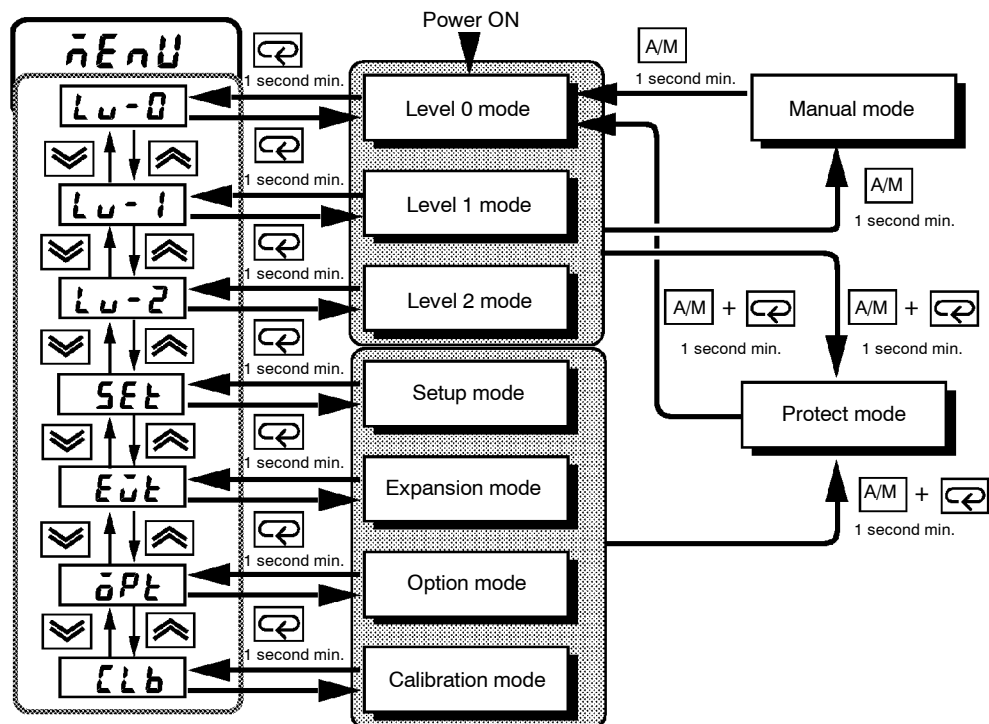 n̄EnU
Lu-0
Lu-1
Lu-2
SEt
Eūt
ōPt
CLb
1 second min.
1 second min.
1 second min.
1 second min.
1 second min.
1 second min.
1 second min.
Power ON
Level 0 mode
Level 1 mode
Level 2 mode
Setup mode
Expansion mode
Option mode
Calibration mode
A/M
1 second min.
Manual mode
A/M
1 second min.
A/M +
1 second min.
A/M +
1 second min.
Protect mode
A/M +
1 second min.